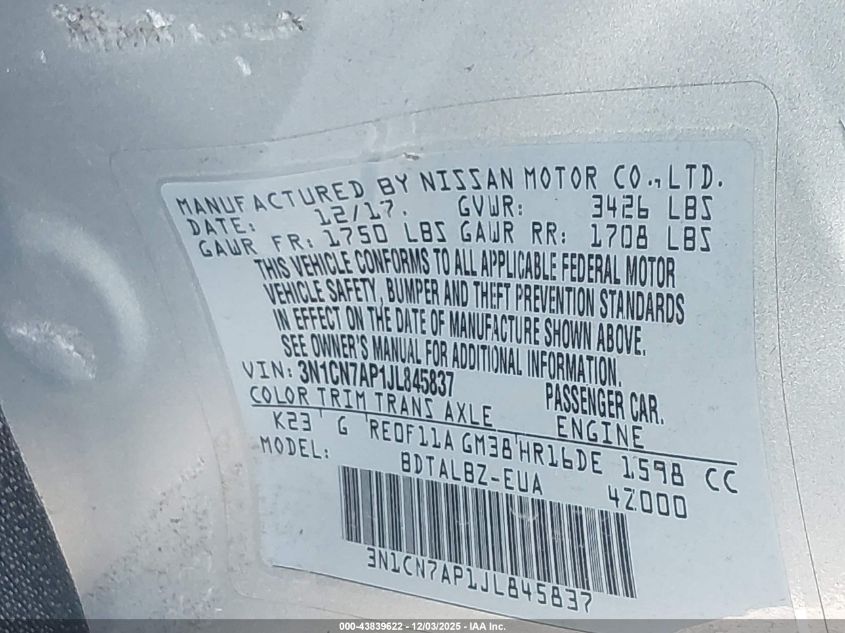 MANUFACTURED BY NISSAN MOTOR CO., LTD.
DATE: 12/17. GVWR: 3426 LBS
GAWR FR: 1750 LBS GAWR RR: 1708 LBS
THIS VEHICLE CONFORMS TO ALL APPLICABLE FEDERAL MOTOR
VEHICLE SAFETY, BUMPER AND THEFT PREVENTION STANDARDS
IN EFFECT ON THE DATE OF MANUFACTURE SHOWN ABOVE.
SEE OWNER'S MANUAL FOR ADDITIONAL INFORMATION.
VIN: 3N1CN7AP1JL845837 PASSENGER CAR.
COLOR TRIM TRANS AXLE ENGINE
K23 G RE0F11A GM38 HR16DE 1598 CC
MODEL: BDTALBZ-EUA 42000
3N1CN7AP1JL845837
000-43839622 - 12/03/2025 - IAA Inc.